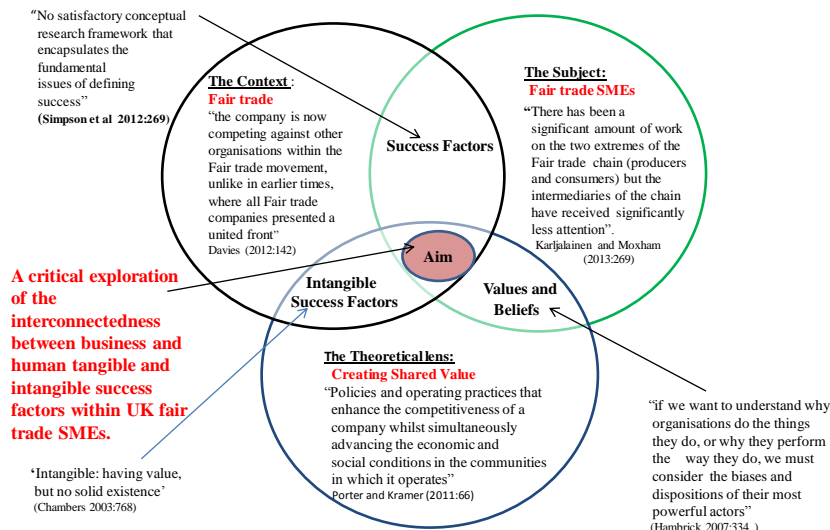 “No satisfactory conceptual
research framework that
encapsulates the
fundamental
issues of defining
success”
(Simpson et al 2012:269)
The Context :
Fair trade
“the company is now
competing against other
organisations within the
Fair trade movement,
unlike in earlier times,
where all Fair trade
companies presented a
united front”
Davies (2012:142)
Success Factors
The Subject:
Fair trade SMEs
“There has been a
significant amount of work
on the two extremes of the
Fair trade chain (producers
and consumers) but the
intermediaries of the chain
have received significantly
less attention”.
Karljalainen and Moxham
(2013:269)
Aim
Intangible
Success Factors
Values and
Beliefs
A critical exploration
of the
interconnectedness
between business and
human tangible and
intangible success
factors within UK fair
trade SMEs.
The Theoretical lens:
Creating Shared Value
“Policies and operating practices that
enhance the competitiveness of a
company whilst simultaneously
advancing the economic and
social conditions in the communities
in which it operates”
Porter and Kramer (2011:66)
‘Intangible: having value,
but no solid existence’
(Chambers 2003:768)
“if we want to understand why
organisations do the things
they do, or why they perform
the way they do, we must
consider the biases and
dispositions of their most
powerful actors”
(Hambrick 2007:334 )